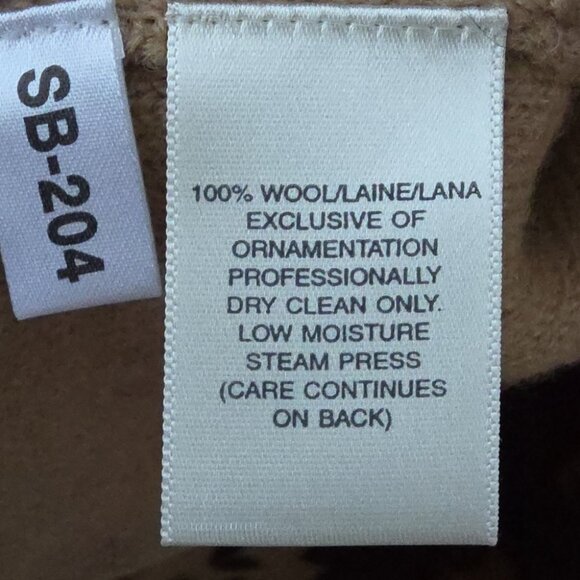 SB-204
100% WOOL/LAINE/LANA
EXCLUSIVE OF
ORNAMENTATION
PROFESSIONALLY
DRY CLEAN ONLY.
LOW MOISTURE
STEAM PRESS
(CARE CONTINUES
ON BACK)